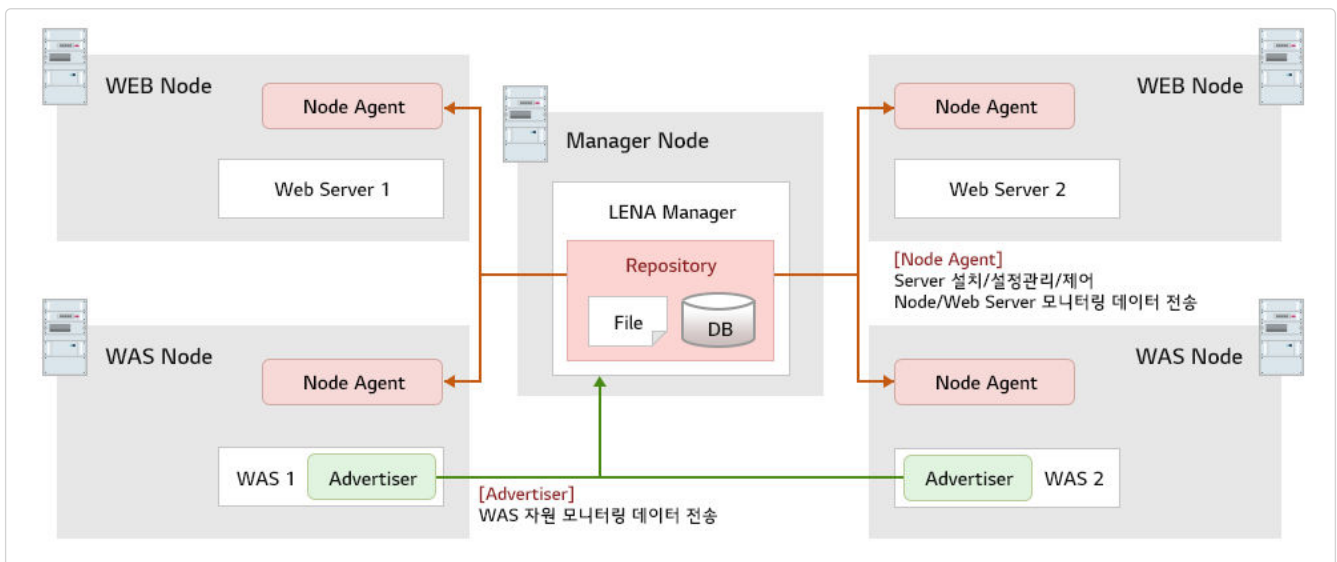 WEB Node
Node Agent
Web Server 1
Manager Node
LENA Manager
Repository
File
DB
WEB Node
Node Agent
Web Server 2
[Node Agent]
Server 설치/설정관리/제어
Node/Web Server 모니터링 데이터 전송
WAS Node
Node Agent
WAS 1
Advertiser
[Advertiser]
WAS 자원 모니터링 데이터 전송
WAS Node
Node Agent
Advertiser
WAS 2